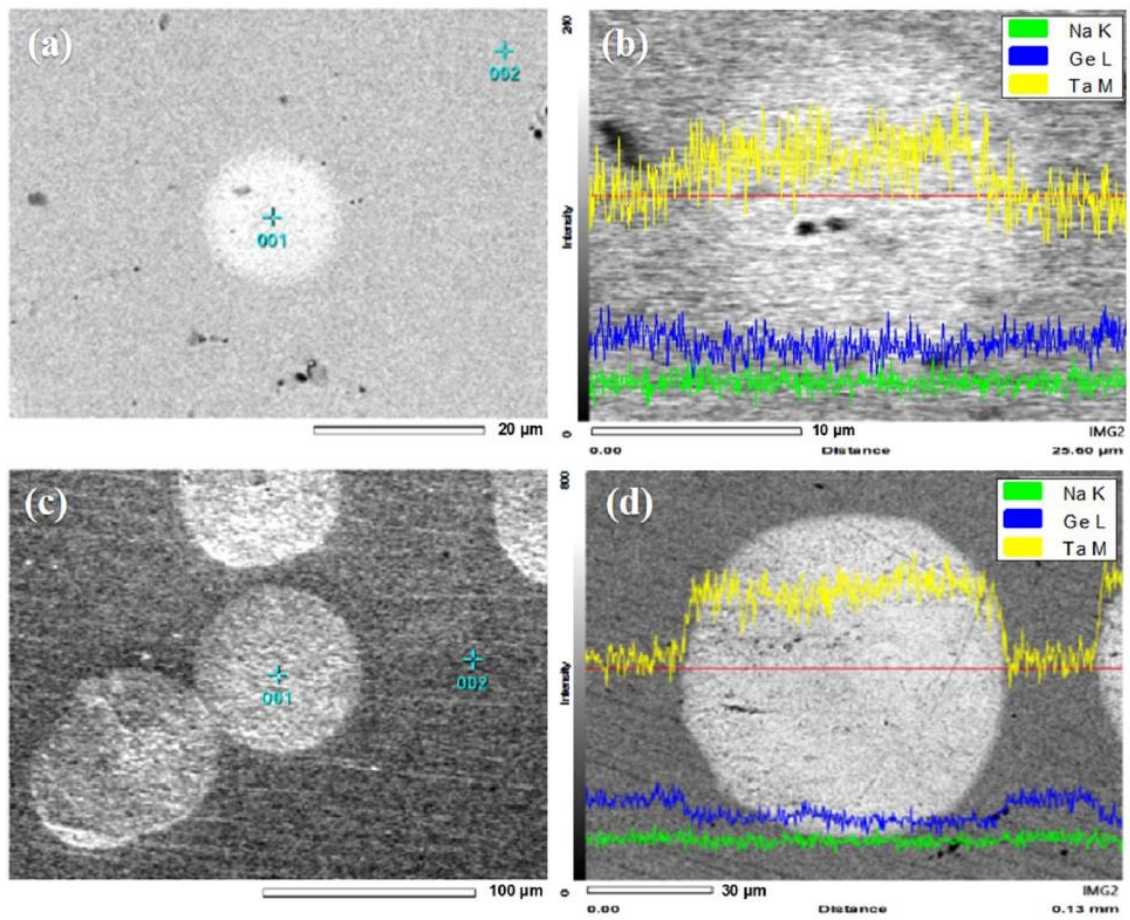 (a)
002
001
20 μm
(b)
240
Intensity
0
Na K
Ge L
Ta M
10 μm
IMG2
0.00 Distance 25.60 μm
(c)
001
002
100 μm
(d)
800
Intensity
0
Na K
Ge L
Ta M
30 μm
IMG2
0.00 Distance 0.13 mm